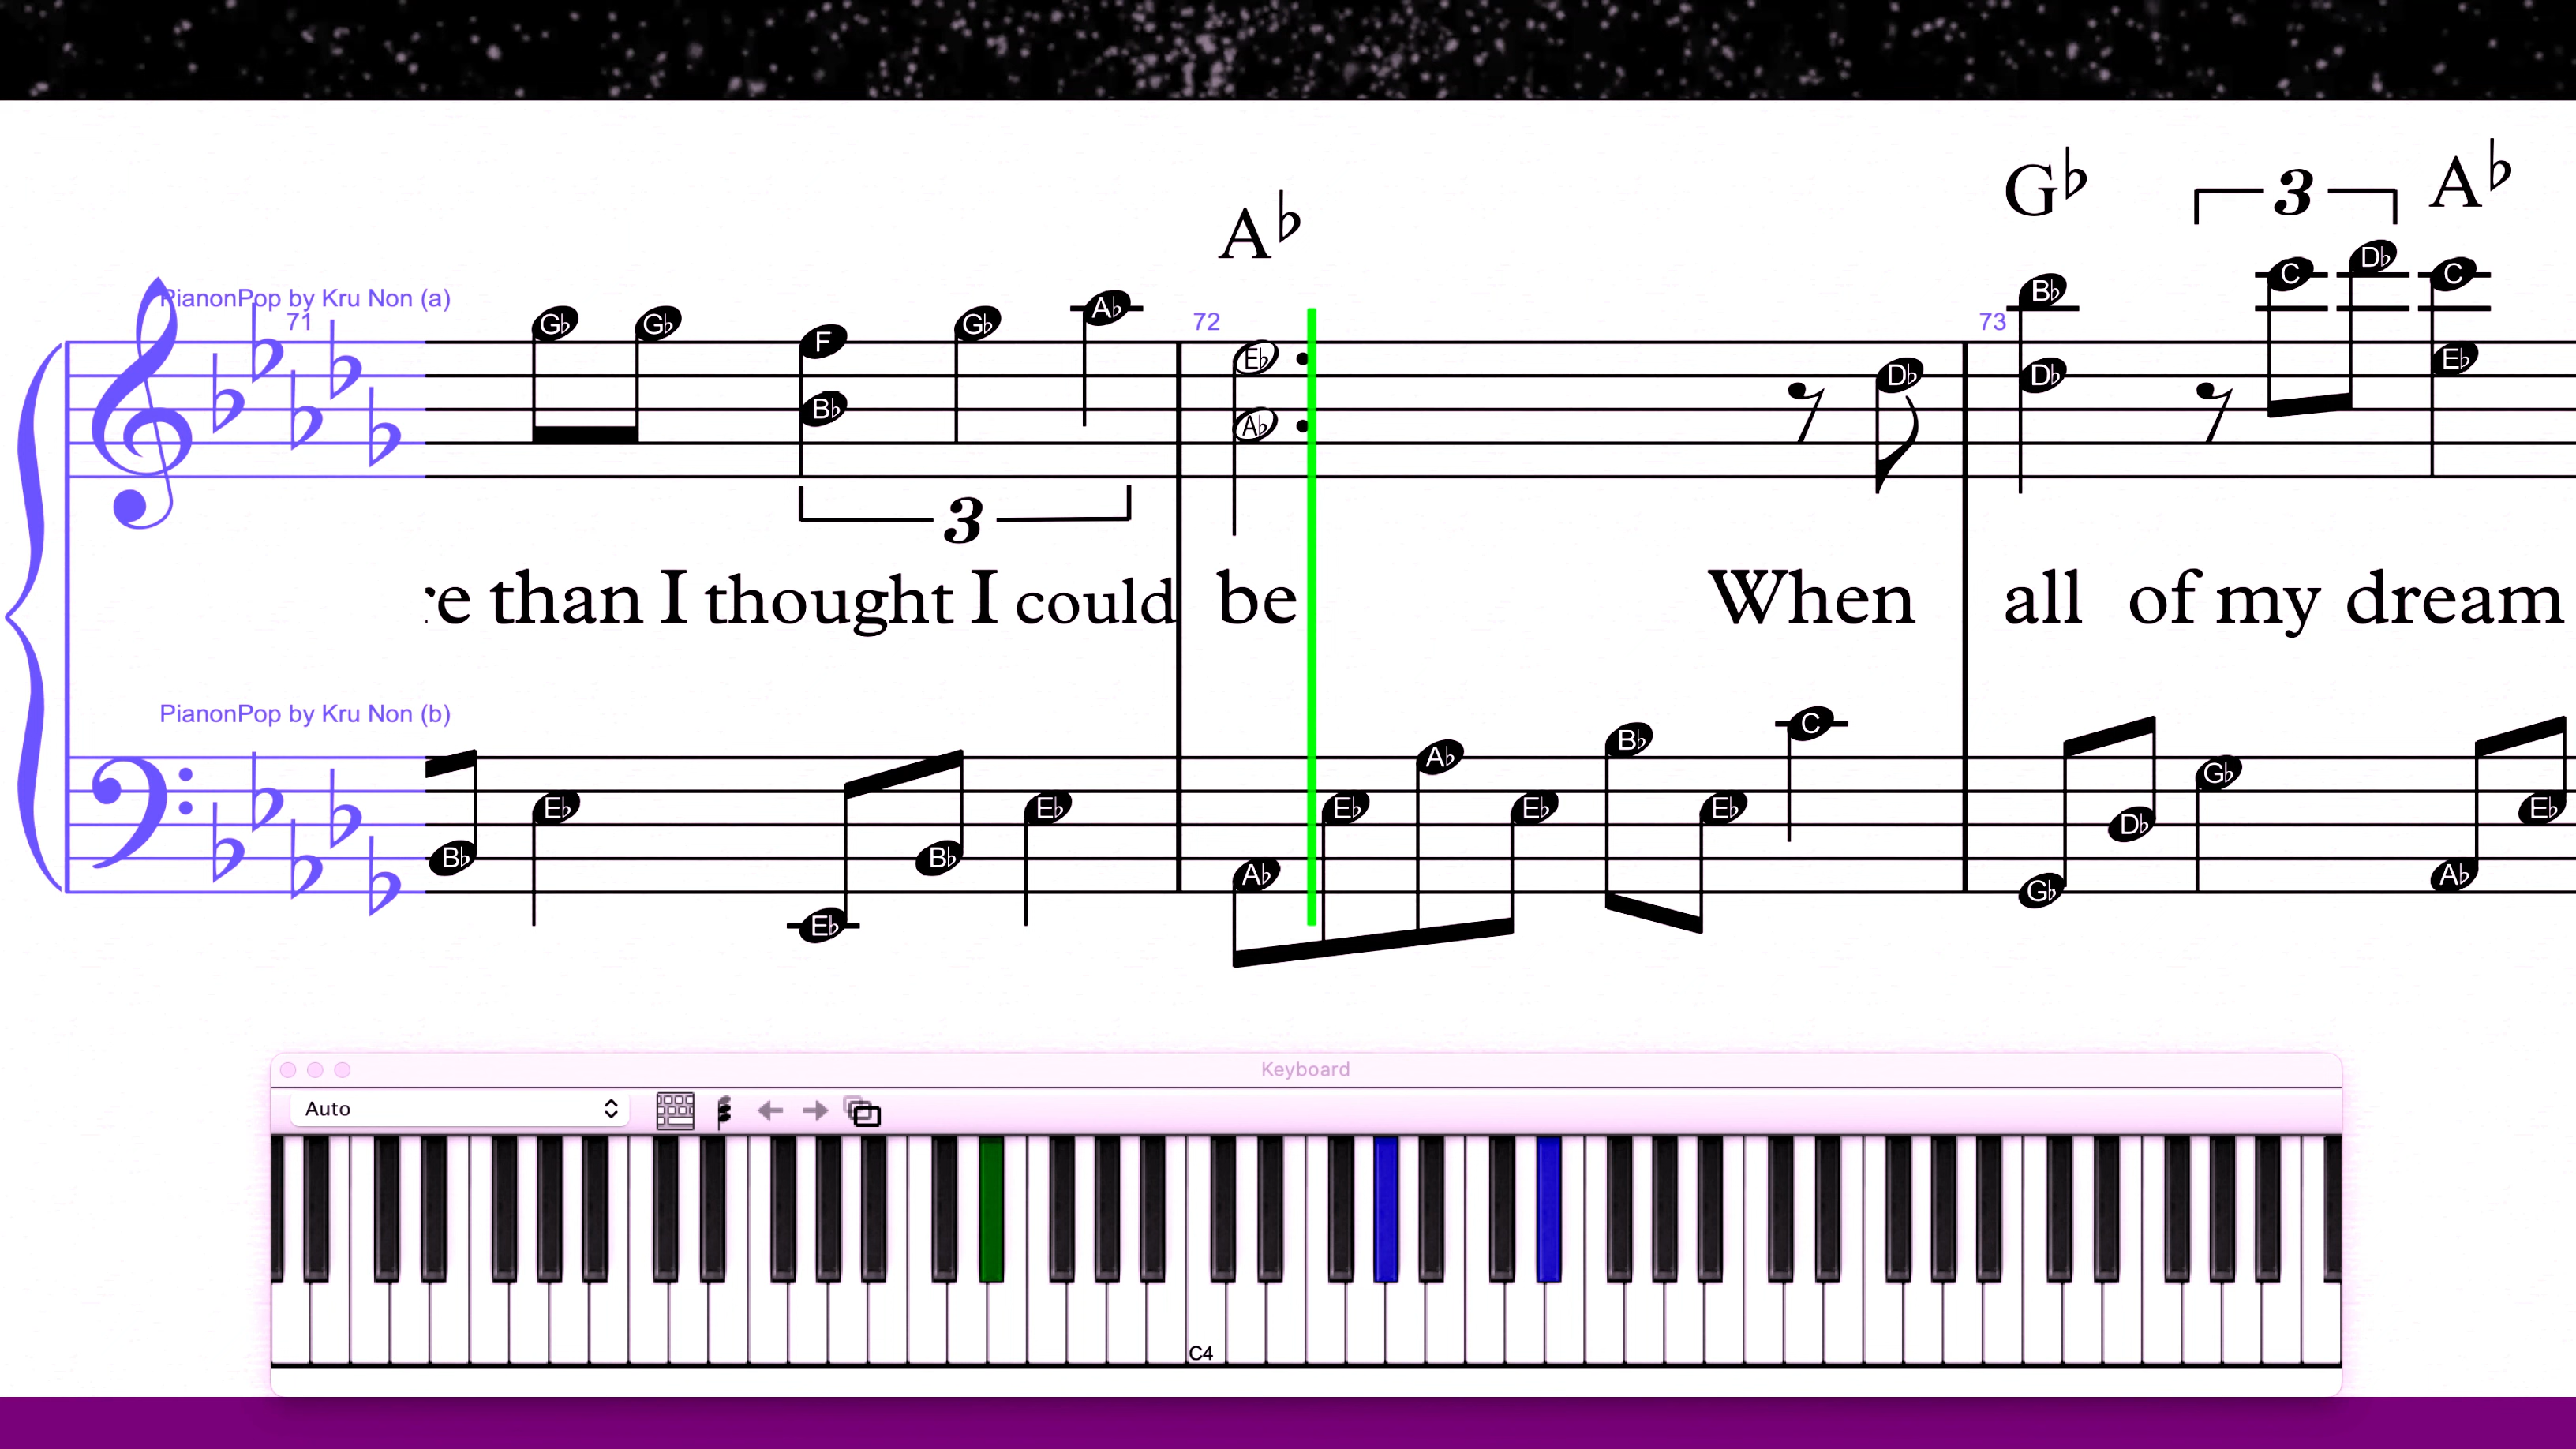 G♭ 3 A♭
A♭
PianonPop by Kru Non (a)
71 72 73
G♭ G♭ F G♭ A♭ E♭ D♭ B♭ C D♭ C
B♭ A♭ D♭ E♭
3
re than I thought I could be When all of my dream
PianonPop by Kru Non (b)
B♭ E♭ E♭ B♭ E♭ A♭ E♭ A♭ E♭ B♭ E♭ C G♭ D♭ G♭ A♭ E♭
Keyboard
Auto
C4